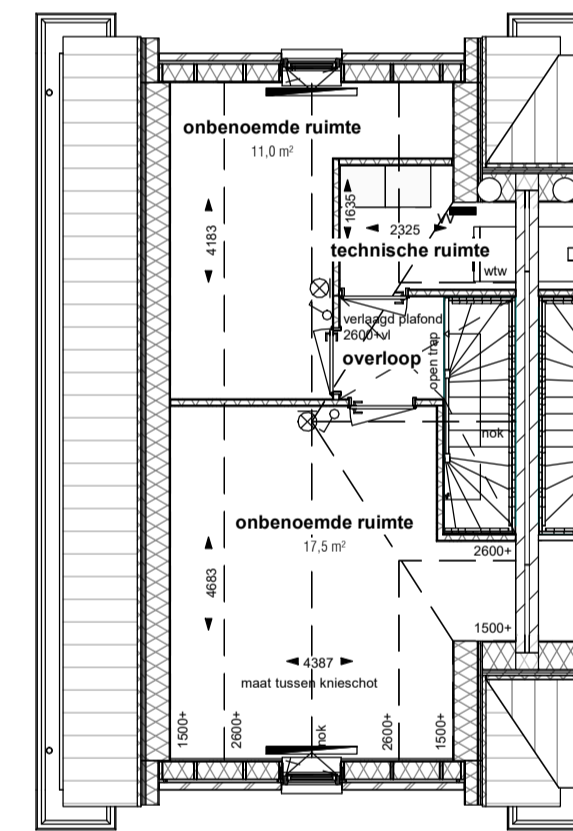 onbenoemde ruimte
11,0 m²
4183
1635
2325
technische ruimte
wtw
verlaagd plafond
2600+vl
overloop
open trap
nok
onbenoemde ruimte
17,5 m²
2600+
4683
1500+
4387
maat tussen knieschot
1500+
2600+
nok
2600+
1500+